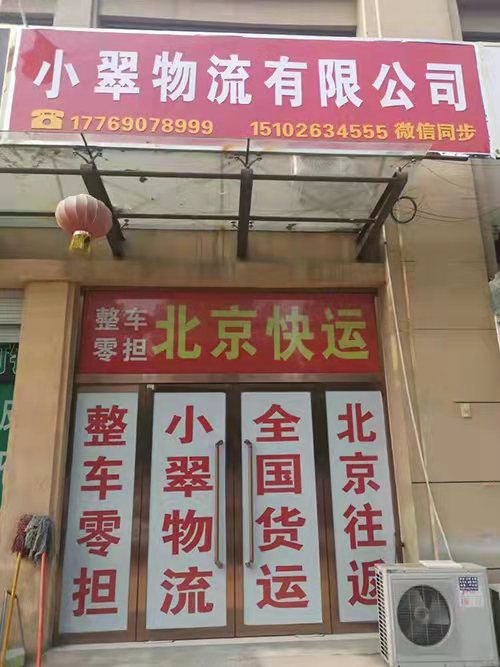 小翠物流有限公司
☎17769078999 15102634555 微信同步
整车
零担
北京快运
整车零担
小翠物流
全国货运
北京往返